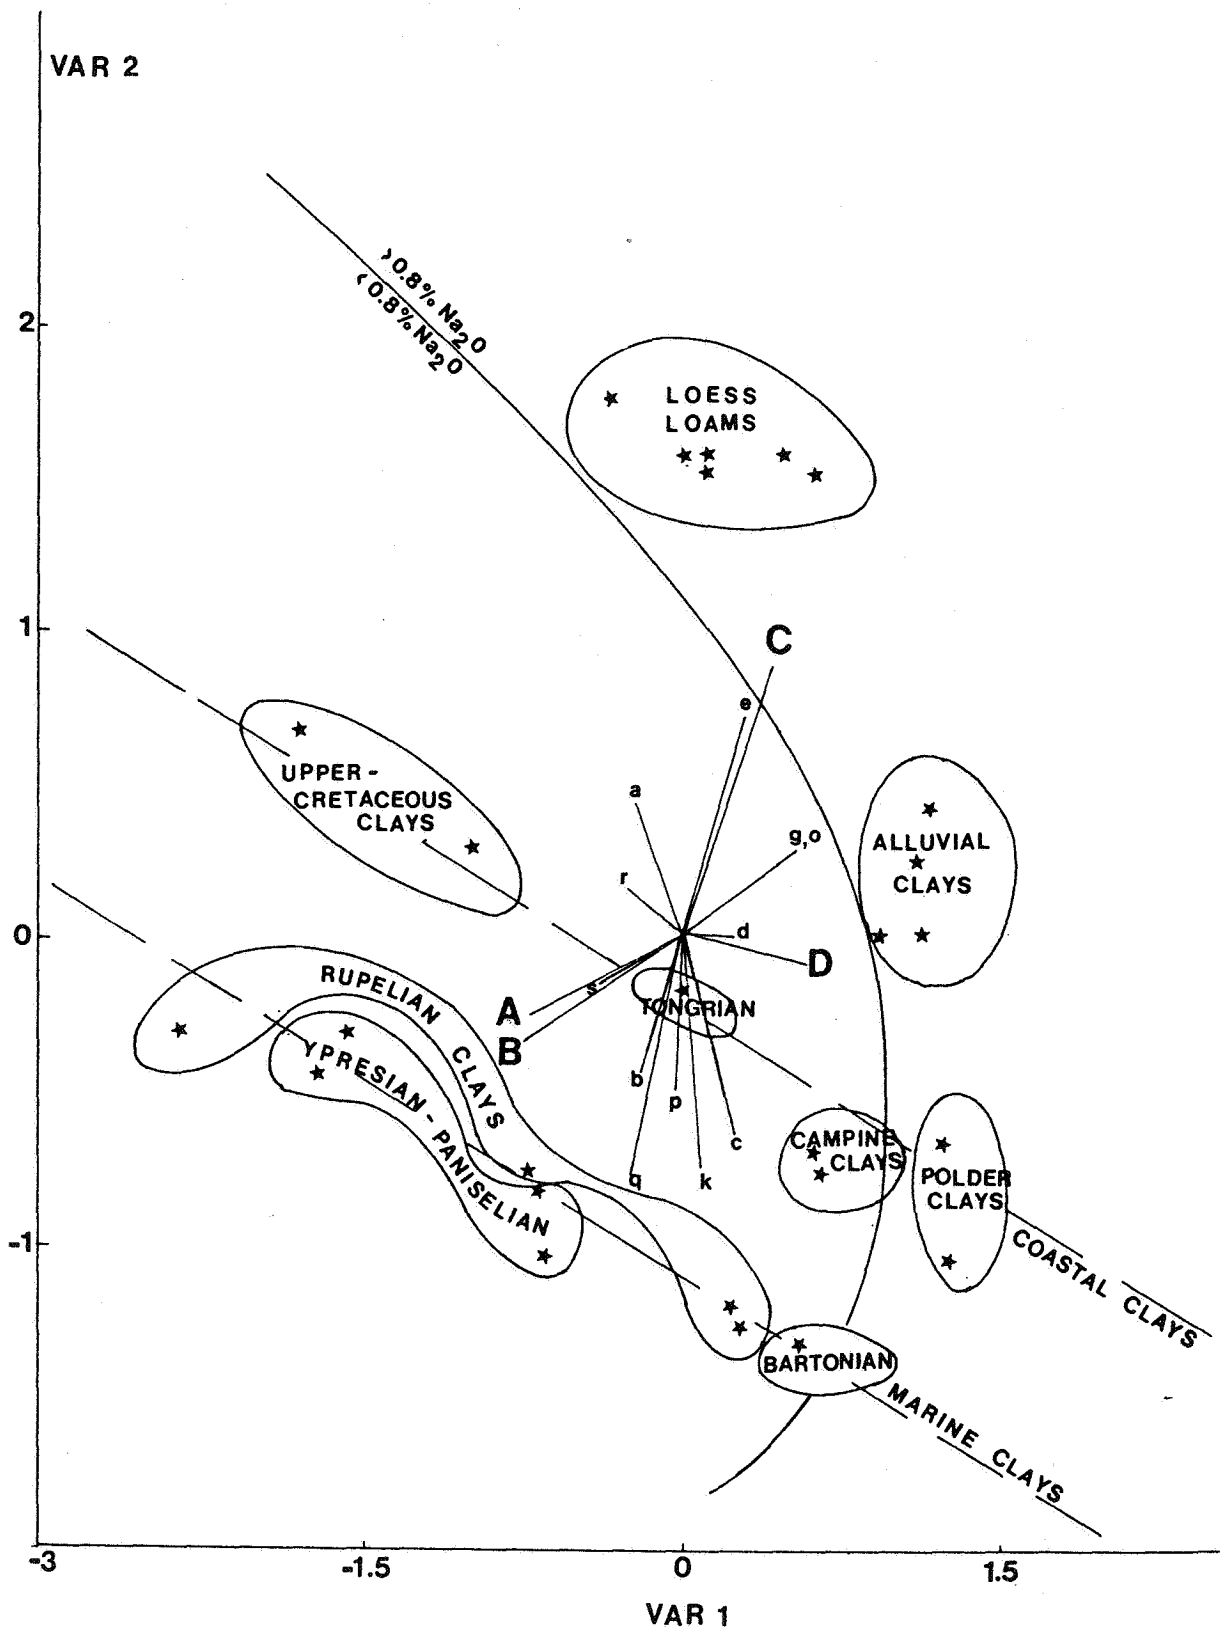 VAR 2
>0.8% Na2O
<0.8% Na2O
2
LOESS
LOAMS
1
C
e
a
g,o
UPPER-
CRETACEOUS
CLAYS
ALLUVIAL
CLAYS
r
0
d
D
s
A
B
TONGRIAN
RUPELIAN CLAYS
YPRESIAN-PANISELIAN
b
p
c
q
k
CAMPINE
CLAYS
POLDER
CLAYS
-1
COASTAL CLAYS
BARTONIAN
MARINE CLAYS
-3
-1.5
0
1.5
VAR 1